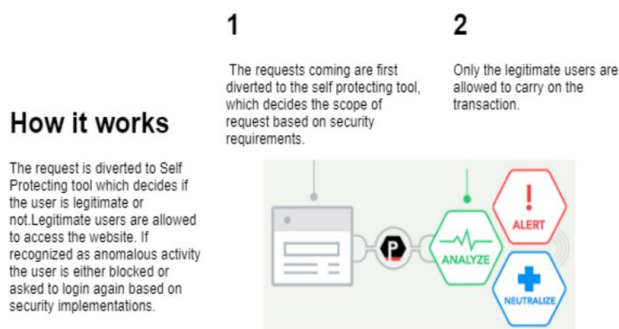 How it works
The request is diverted to Self
Protecting tool which decides if
the user is legitimate or
not.Legitimate users are allowed
to access the website. If
recognized as anomalous activity
the user is either blocked or
asked to login again based on
security implementations.
1
The requests coming are first
diverted to the self protecting tool,
which decides the scope of
request based on security
requirements.
2
Only the legitimate users are
allowed to carry on the
transaction.
P
ANALYZE
ALERT
NEUTRALIZE